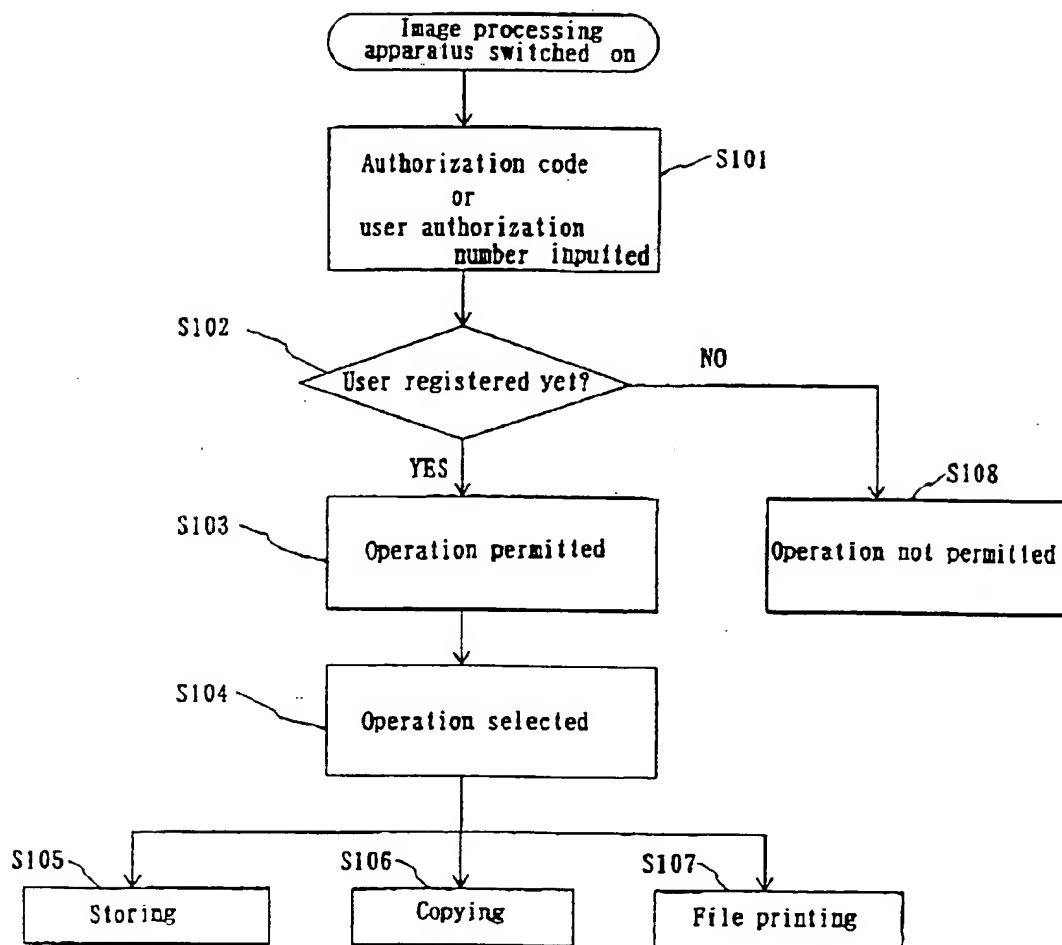 Image processing
apparatus switched on
S101
Authorization code
or
user authorization
number inputted
S102
User registered yet?
NO
YES
S108
S103
Operation permitted
Operation not permitted
S104
Operation selected
S105
S106
S107
Storing
Copying
File printing